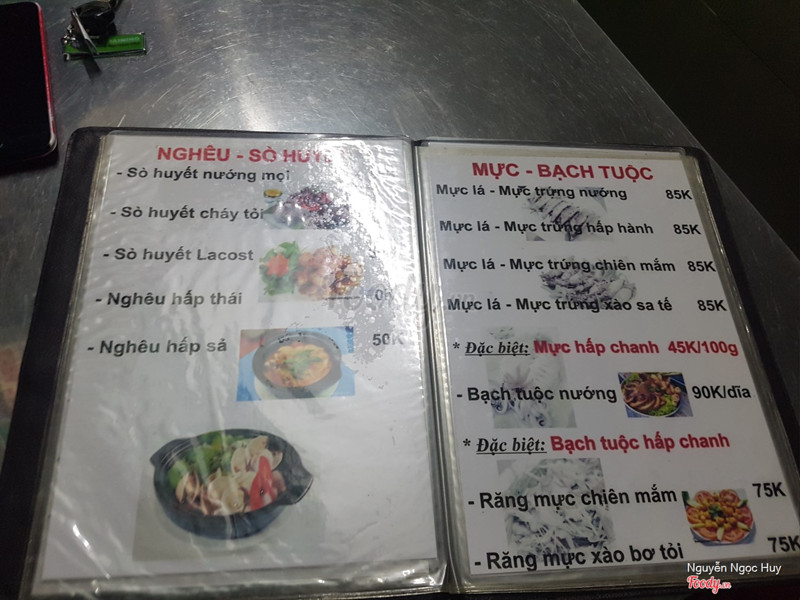 NGHÊU - SÒ HUYẾT
- Sò huyết nướng mọi
- Sò huyết cháy tỏi
- Sò huyết Lacost
- Nghêu hấp thái
- Nghêu hấp sả 50K
MỰC - BẠCH TUỘC
Mực lá - Mực trứng nướng 85K
Mực lá - Mực trứng hấp hành 85K
Mực lá - Mực trứng chiên mắm 85K
Mực lá - Mực trứng xào sa tế 85K
* Đặc biệt: Mực hấp chanh 45K/100g
- Bạch tuộc nướng 90K/dĩa
* Đặc biệt: Bạch tuộc hấp chanh
- Răng mực chiên mắm 75K
- Răng mực xào bơ tỏi 75K
Nguyễn Ngọc Huy
Foody.vn